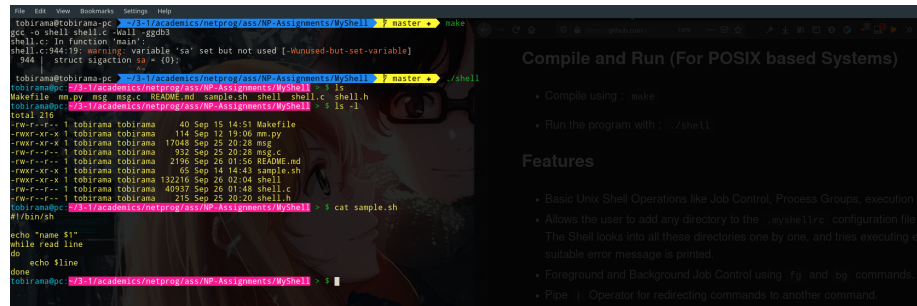 File Edit View Bookmarks Settings Help
tobirama@tobirama-pc ~/3-1/academics/netprog/ass/NP-Assignments/MyShell master + make
gcc -o shell shell.c -Wall -ggdb3
shell.c: In function 'main':
shell.c:944:19: warning: variable 'sa' set but not used [-Wunused-but-set-variable]
944 | struct sigaction sa = {0};
^~
tobirama@tobirama-pc ~/3-1/academics/netprog/ass/NP-Assignments/MyShell master + ./shell
tobirama@pc:~/3-1/academics/netprog/ass/NP-Assignments/MyShell > $ ls
Makefile mm.py msg msg.c README.md sample.sh shell shell.c shell.h
tobirama@pc:~/3-1/academics/netprog/ass/NP-Assignments/MyShell > $ ls -l
total 216
-rw-r--r-- 1 tobirama tobirama 40 Sep 15 14:51 Makefile
-rwxr-xr-x 1 tobirama tobirama 114 Sep 12 19:06 mm.py
-rwxr-xr-x 1 tobirama tobirama 17048 Sep 25 20:28 msg
-rw-r--r-- 1 tobirama tobirama 932 Sep 25 20:28 msg.c
-rw-r--r-- 1 tobirama tobirama 2196 Sep 26 01:56 README.md
-rwxr-xr-x 1 tobirama tobirama 65 Sep 14 14:43 sample.sh
-rwxr-xr-x 1 tobirama tobirama 132216 Sep 26 02:04 shell
-rw-r--r-- 1 tobirama tobirama 40937 Sep 26 01:48 shell.c
-rw-r--r-- 1 tobirama tobirama 215 Sep 25 20:20 shell.h
tobirama@pc:~/3-1/academics/netprog/ass/NP-Assignments/MyShell > $ cat sample.sh
#!/bin/sh
echo "name $1"
while read line
do
echo $line
done
tobirama@pc:~/3-1/academics/netprog/ass/NP-Assignments/MyShell > $
Compile and Run (For POSIX based Systems)
• Compile using : make
• Run the program with : ./shell
Features
• Basic Unix Shell Operations like Job Control, Process Groups, execution
• Allows the user to add any directory to the .myshellrc configuration file
The Shell looks into all these directories one by one, and tries executing
suitable error message is printed.
• Foreground and Background Job Control using fg and bg commands.
• Pipe | Operator for redirecting commands to another command.